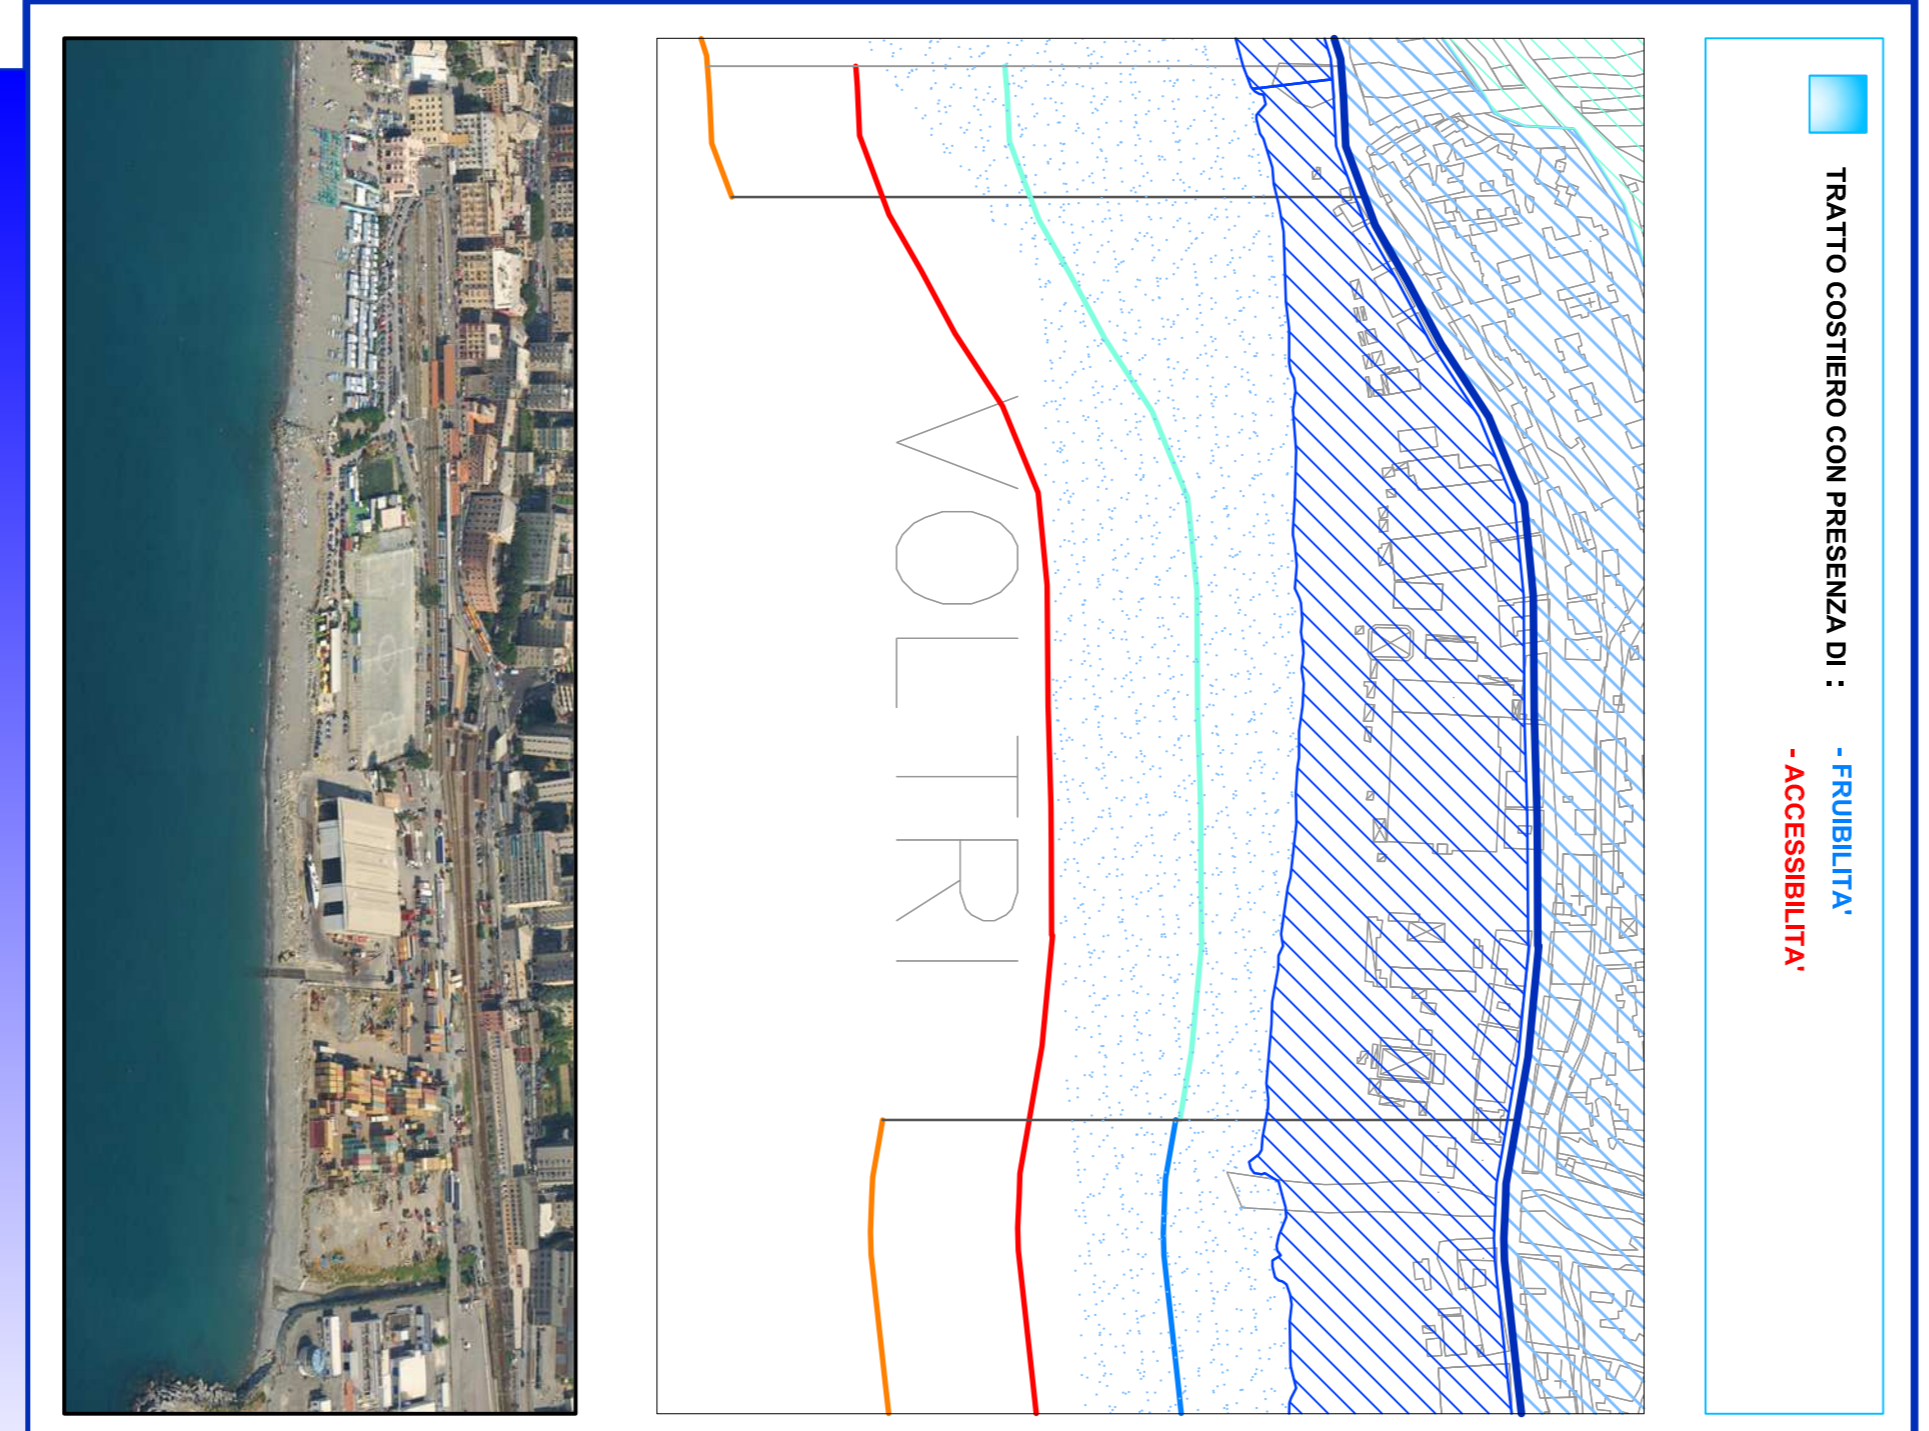 TRATTO COSTIERO CON PRESENZA DI : - FRUIBILITA'
- ACCESSIBILITA'
VOLTRI